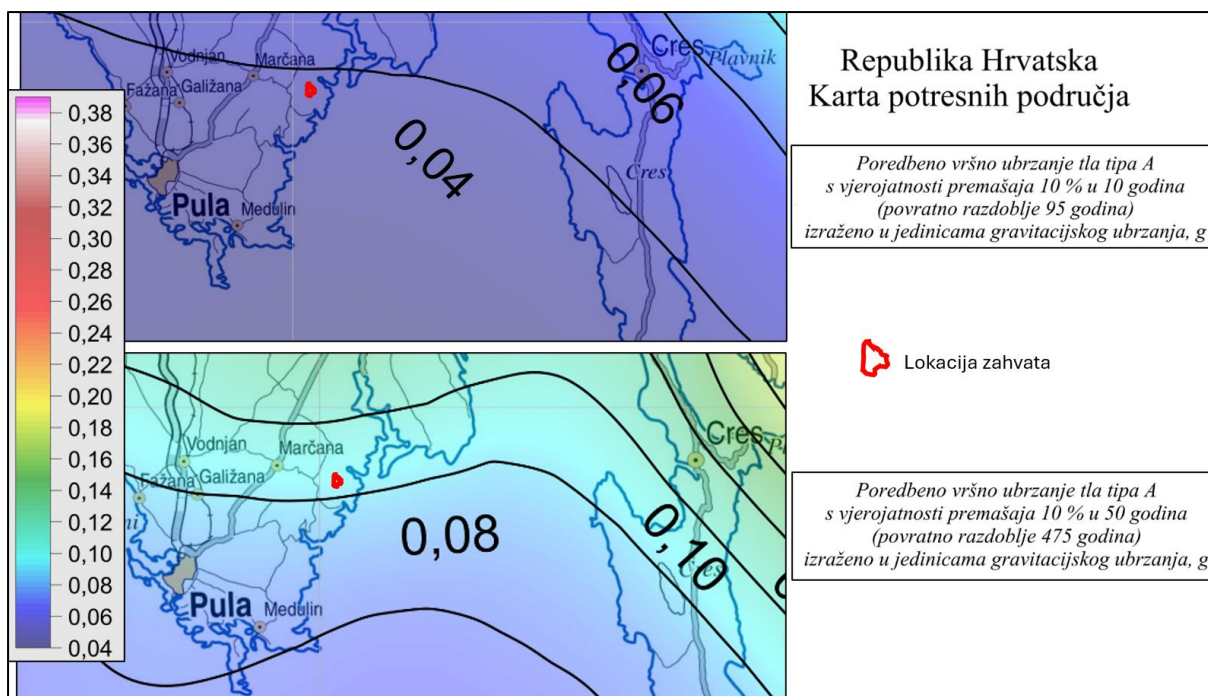 Republika Hrvatska
Karta potresnih područja
Poredbeno vršno ubrzanje tla tipa A
s vjerojatnosti premašaja 10 % u 10 godina
(povratno razdoblje 95 godina)
izraženo u jedinicama gravitacijskog ubrzanja, g
Lokacija zahvata
Poredbeno vršno ubrzanje tla tipa A
s vjerojatnosti premašaja 10 % u 50 godina
(povratno razdoblje 475 godina)
izraženo u jedinicama gravitacijskog ubrzanja, g
0,38
0,36
0,34
0,32
0,30
0,28
0,26
0,24
0,22
0,20
0,18
0,16
0,14
0,12
0,10
0,08
0,06
0,04
Vodnjan
Marčana
Fažana
Galižana
Pula
Medulin
Cres
Plavnik
Cres
0,04
0,06
Vodnjan
Marčana
Fažana
Galižana
Pula
Medulin
Cres
Cres
0,08
0,10